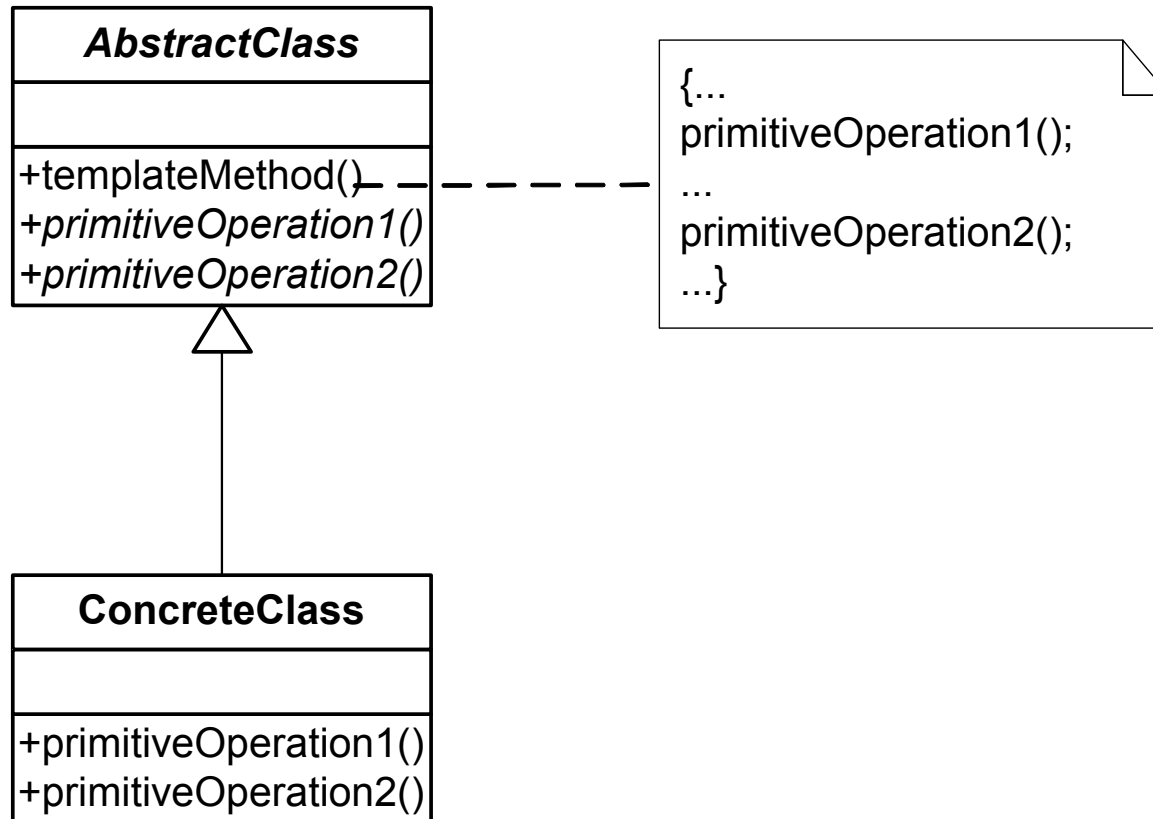 AbstractClass
+templateMethod()
+primitiveOperation1()
+primitiveOperation2()
{...
primitiveOperation1();
...
primitiveOperation2();
...}
ConcreteClass
+primitiveOperation1()
+primitiveOperation2()